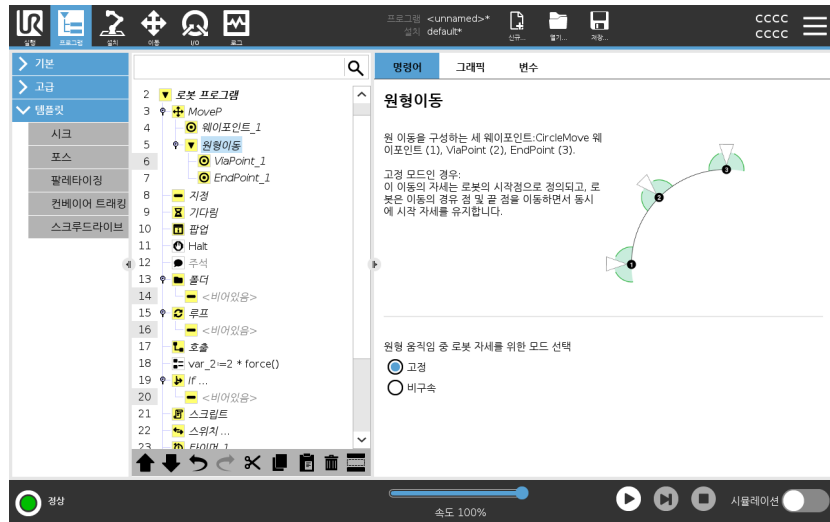 UR
실행
프로그램
설치
이동
I/O
로그
프로그램 <unnamed>*
설치 default*
신규...
열기...
저장...
cccc
cccc
기본
고급
템플릿
시크
포스
팔레타이징
컨베이어 트래킹
스크루드라이브
2 로봇 프로그램
3 MoveP
4 웨이포인트_1
5 원형이동
6 ViaPoint_1
7 EndPoint_1
8 지정
9 기다림
10 팝업
11 Halt
12 주석
13 폴더
14 <비어있음>
15 루프
16 <비어있음>
17 호출
18 var_2≔2 * force()
19 If ...
20 <비어있음>
21 스크립트
22 스위치 ...
23 타이머_1
명령어
그래픽
변수
원형이동
원 이동을 구성하는 세 웨이포인트:CircleMove 웨
이포인트 (1), ViaPoint (2), EndPoint (3).
고정 모드인 경우:
이 이동의 자세는 로봇의 시작점으로 정의되고, 로
봇은 이동의 경유 점 및 끝 점을 이동하면서 동시
에 시작 자세를 유지합니다.
3
2
1
원형 움직임 중 로봇 자세를 위한 모드 선택
고정
비구속
정상
속도 100%
시뮬레이션